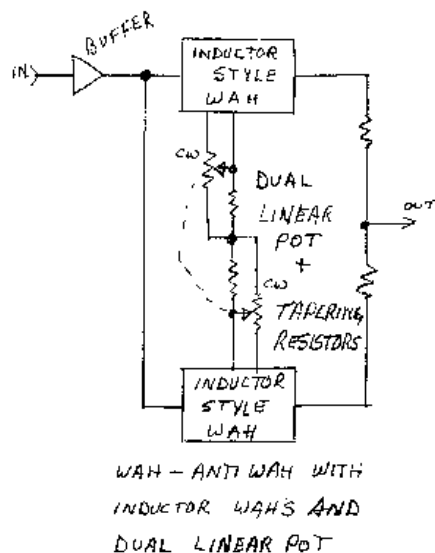 BUFFER
IN
INDUCTOR
STYLE
WAH
CW
DUAL
LINEAR
POT
+
OUT
CW
TAPERING
RESISTORS
INDUCTOR
STYLE
WAH
WAH - ANTI WAH WITH
INDUCTOR WAH'S AND
DUAL LINEAR POT